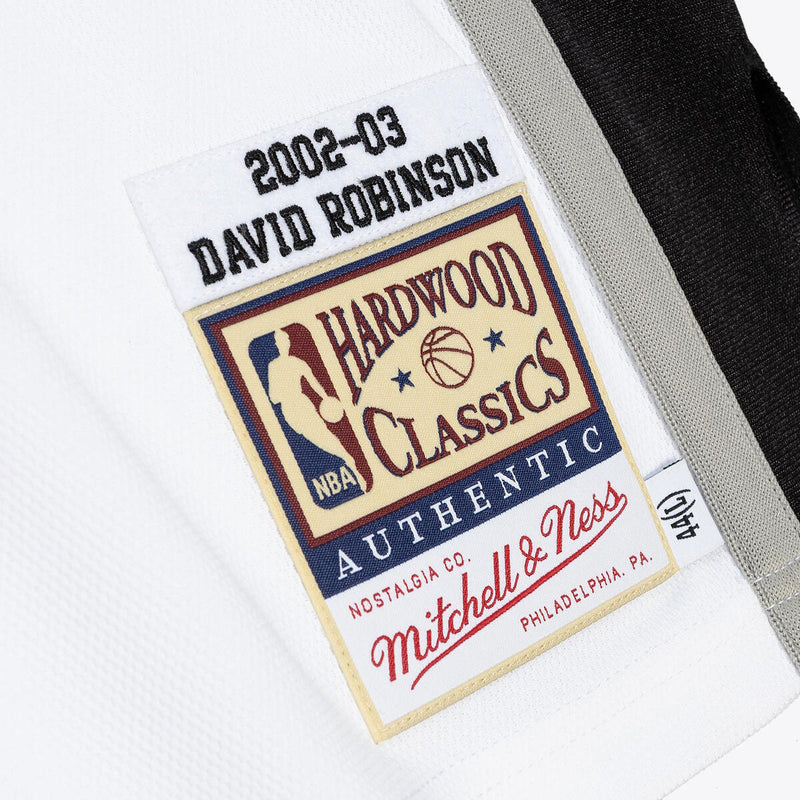 2002-03
DAVID ROBINSON
HARDWOOD
CLASSICS
NBA
AUTHENTIC
NOSTALGIA CO.
Mitchell & Ness
PHILADELPHIA, PA.
44(L)